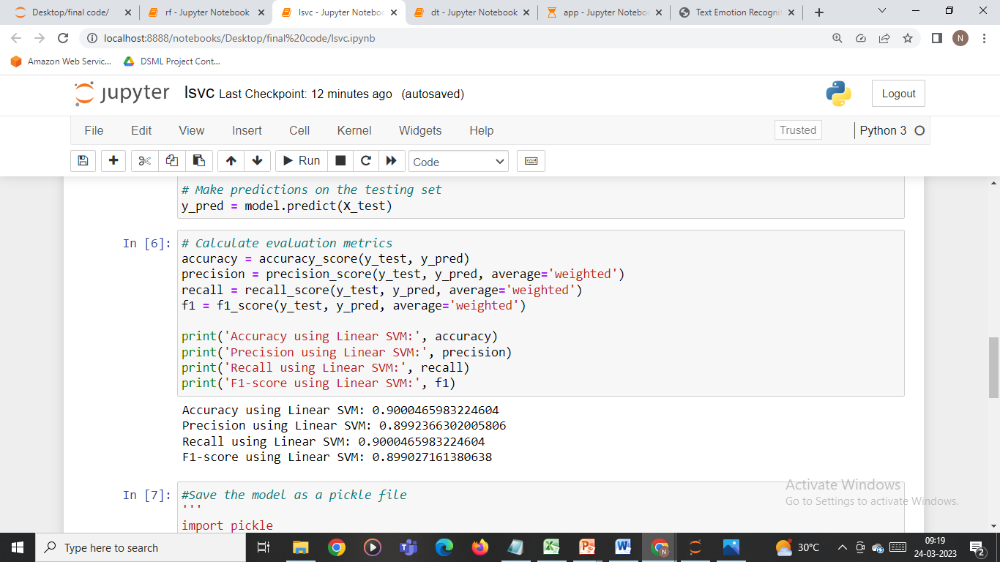 Desktop/final code/
rf - Jupyter Notebook
lsvc - Jupyter Noteboo
dt - Jupyter Notebook
app - Jupyter Noteboo
Text Emotion Recognit
localhost:8888/notebooks/Desktop/final%20code/lsvc.ipynb
N
Amazon Web Servic...
DSML Project Cont...
jupyter lsvc Last Checkpoint: 12 minutes ago (autosaved)
Logout
File Edit View Insert Cell Kernel Widgets Help
Trusted
Python 3
Run
Code
# Make predictions on the testing set
y_pred = model.predict(X_test)
In [6]:
# Calculate evaluation metrics
accuracy = accuracy_score(y_test, y_pred)
precision = precision_score(y_test, y_pred, average='weighted')
recall = recall_score(y_test, y_pred, average='weighted')
f1 = f1_score(y_test, y_pred, average='weighted')
print('Accuracy using Linear SVM:', accuracy)
print('Precision using Linear SVM:', precision)
print('Recall using Linear SVM:', recall)
print('F1-score using Linear SVM:', f1)
Accuracy using Linear SVM: 0.9000465983224604
Precision using Linear SVM: 0.8992366302005806
Recall using Linear SVM: 0.9000465983224604
F1-score using Linear SVM: 0.899027161380638
In [7]:
#Save the model as a pickle file
'''
import pickle
Activate Windows
Go to Settings to activate Windows.
Type here to search
30°C
09:19
24-03-2023
2